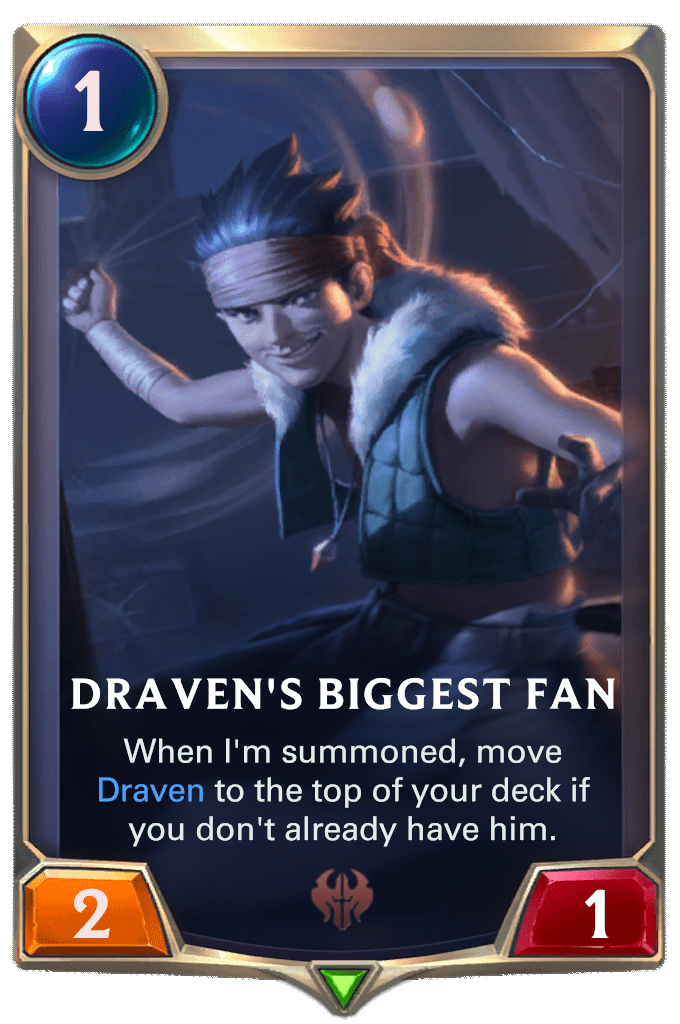 1
DRAVEN'S BIGGEST FAN
When I'm summoned, move
Draven to the top of your deck if
you don't already have him.
2
1